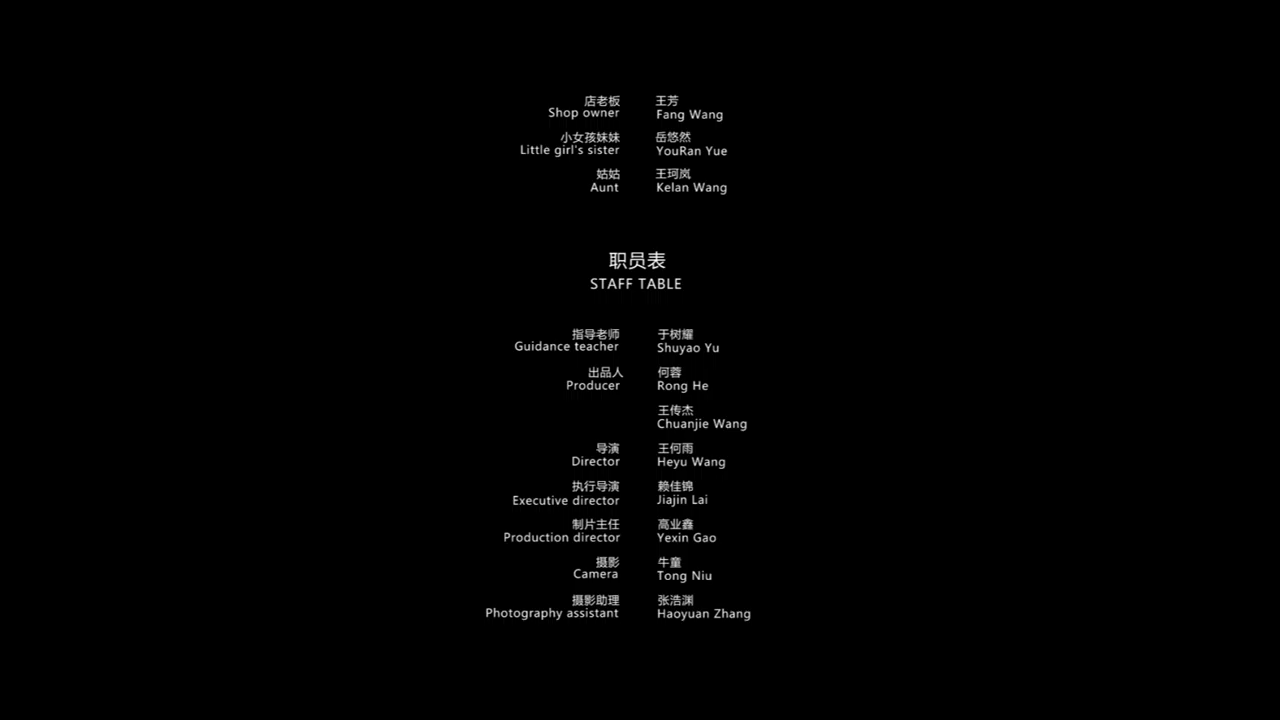 店老板 王芳
Shop owner Fang Wang
小女孩妹妹 岳悠然
Little girl's sister YouRan Yue
姑姑 王珂岚
Aunt Kelan Wang
职员表
STAFF TABLE
指导老师 于树耀
Guidance teacher Shuyao Yu
出品人 何蓉
Producer Rong He
王传杰
Chuanjie Wang
导演 王何雨
Director Heyu Wang
执行导演 赖佳锦
Executive director Jiajin Lai
制片主任 高业鑫
Production director Yexin Gao
摄影 牛童
Camera Tong Niu
摄影助理 张浩渊
Photography assistant Haoyuan Zhang